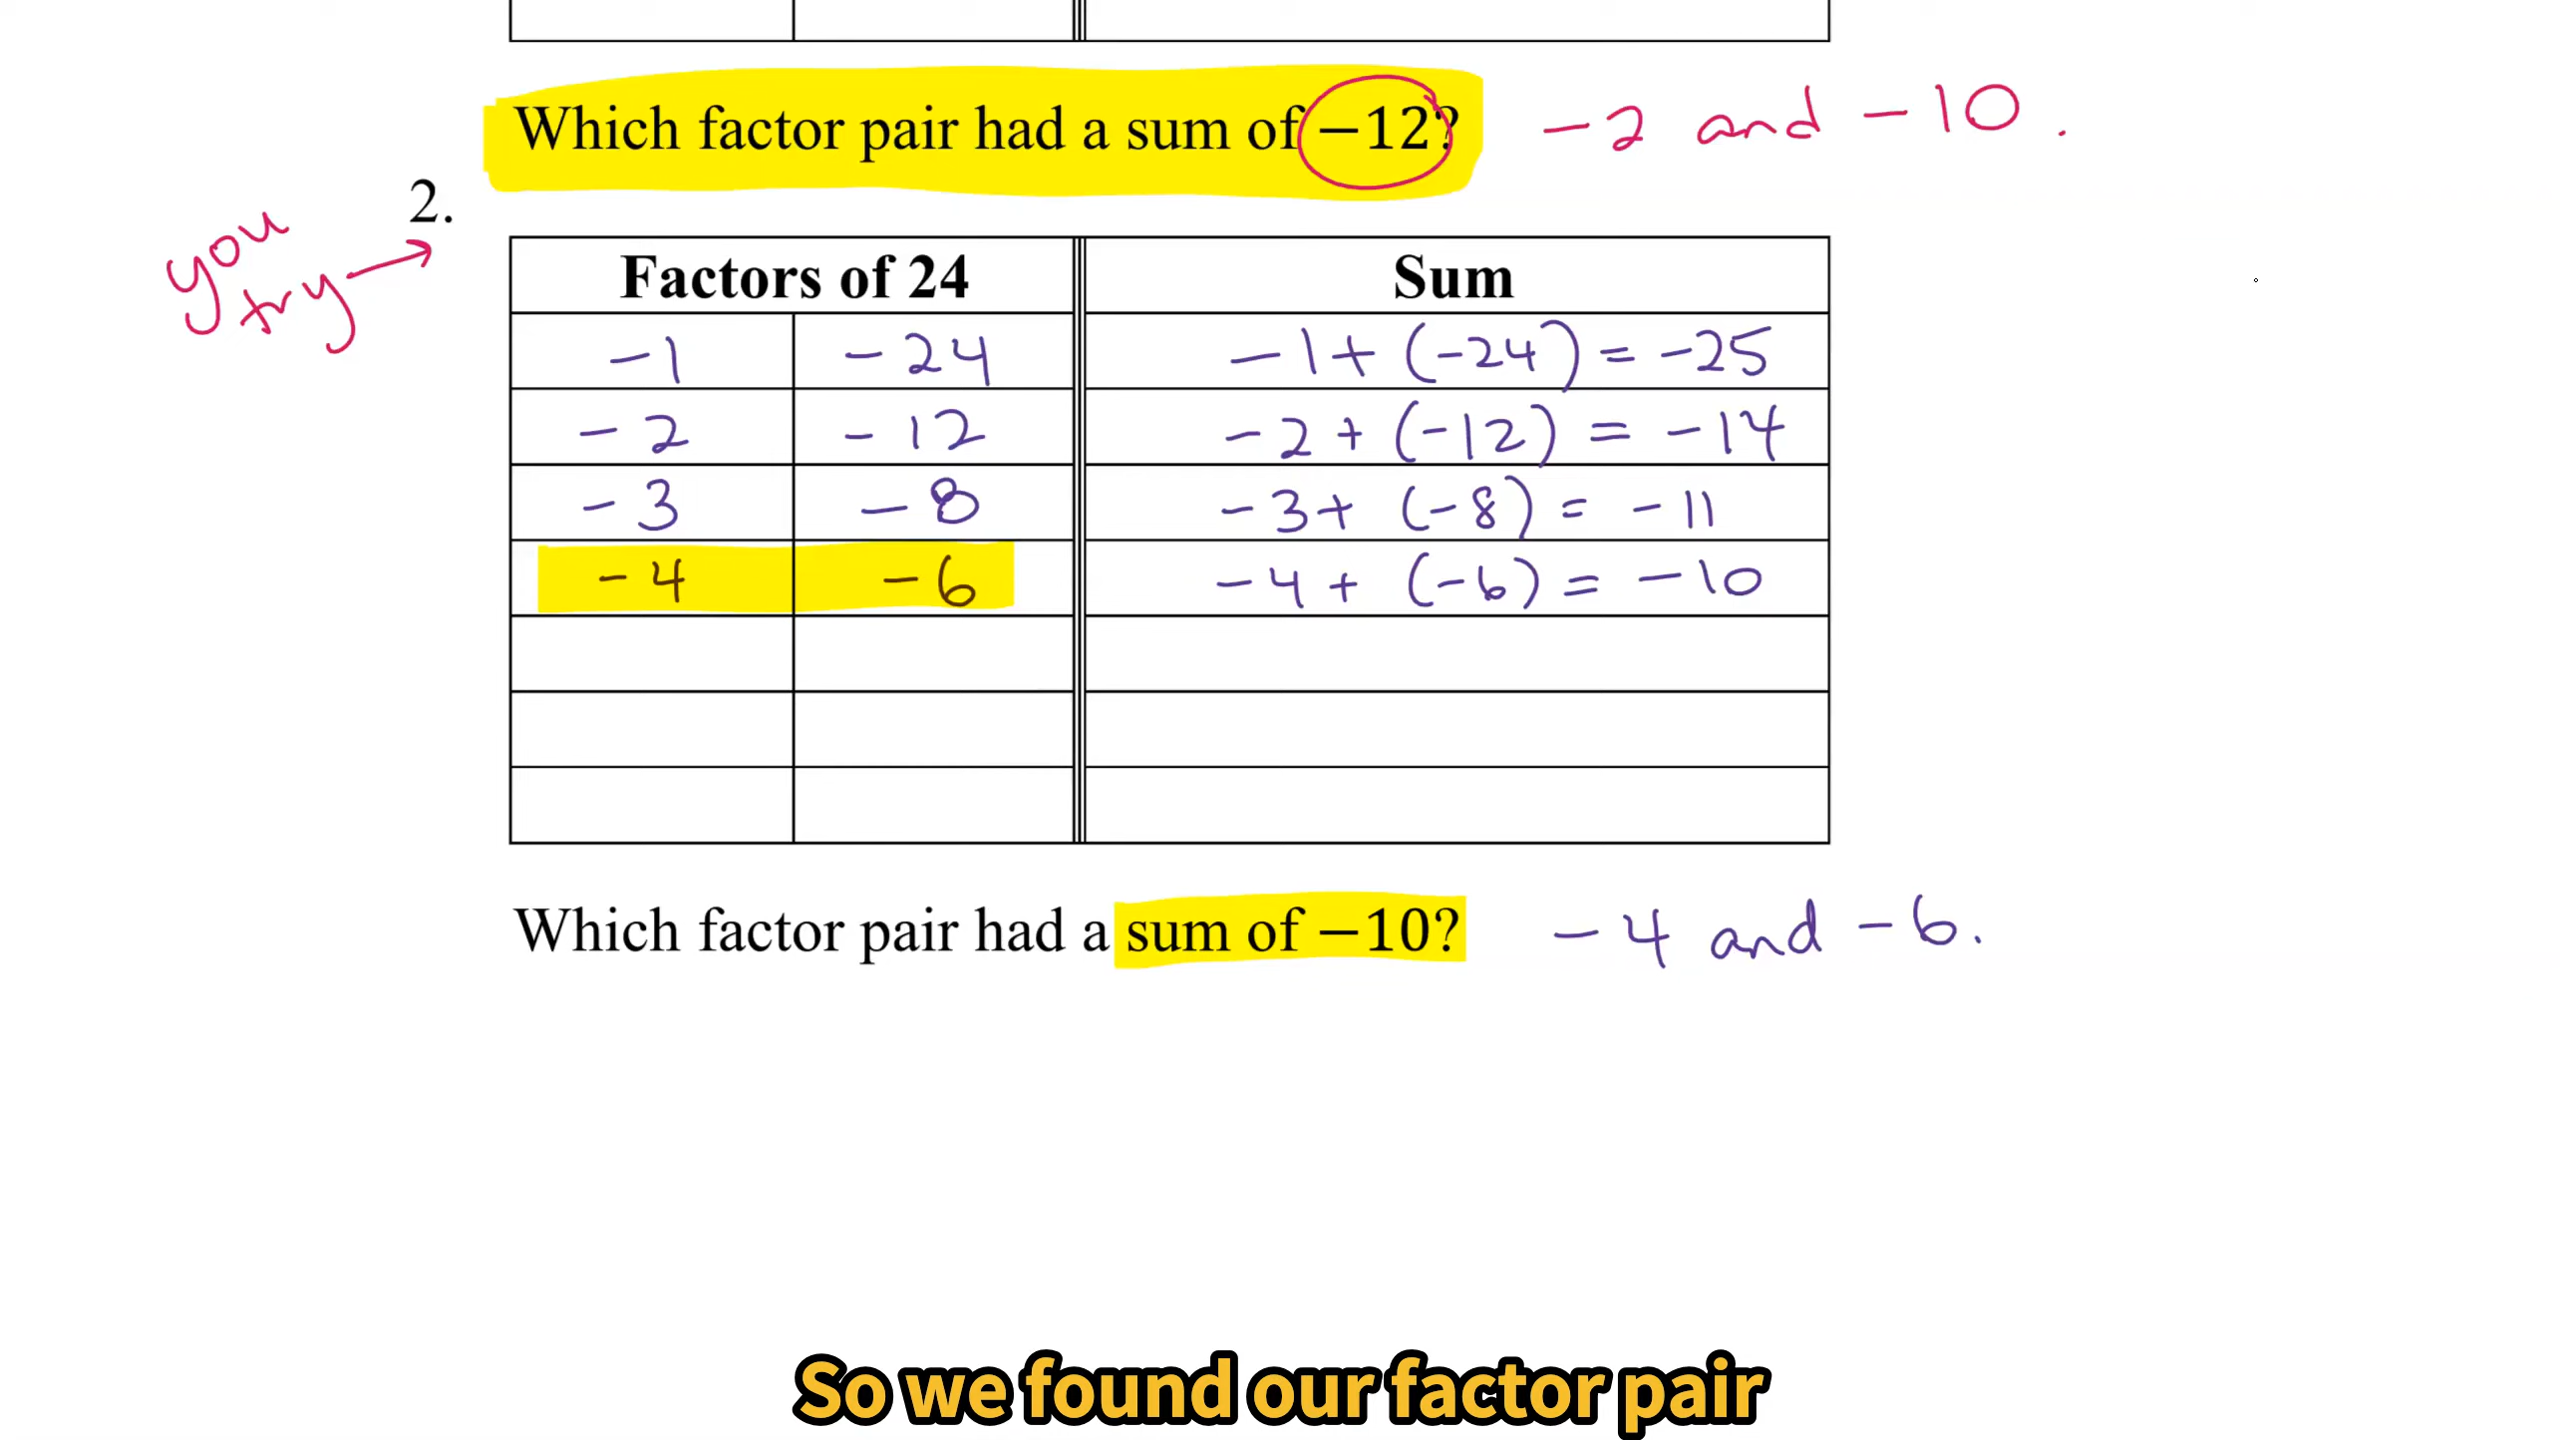 Which factor pair had a sum of −12? -2 and -10.
2.
you try →
Factors of 24 Sum
-1 -24 -1+(-24)=-25
-2 -12 -2+(-12)=-14
-3 -8 -3+(-8)=-11
-4 -6 -4+(-6)=-10
Which factor pair had a sum of −10? -4 and -6.
So we found our factor pair